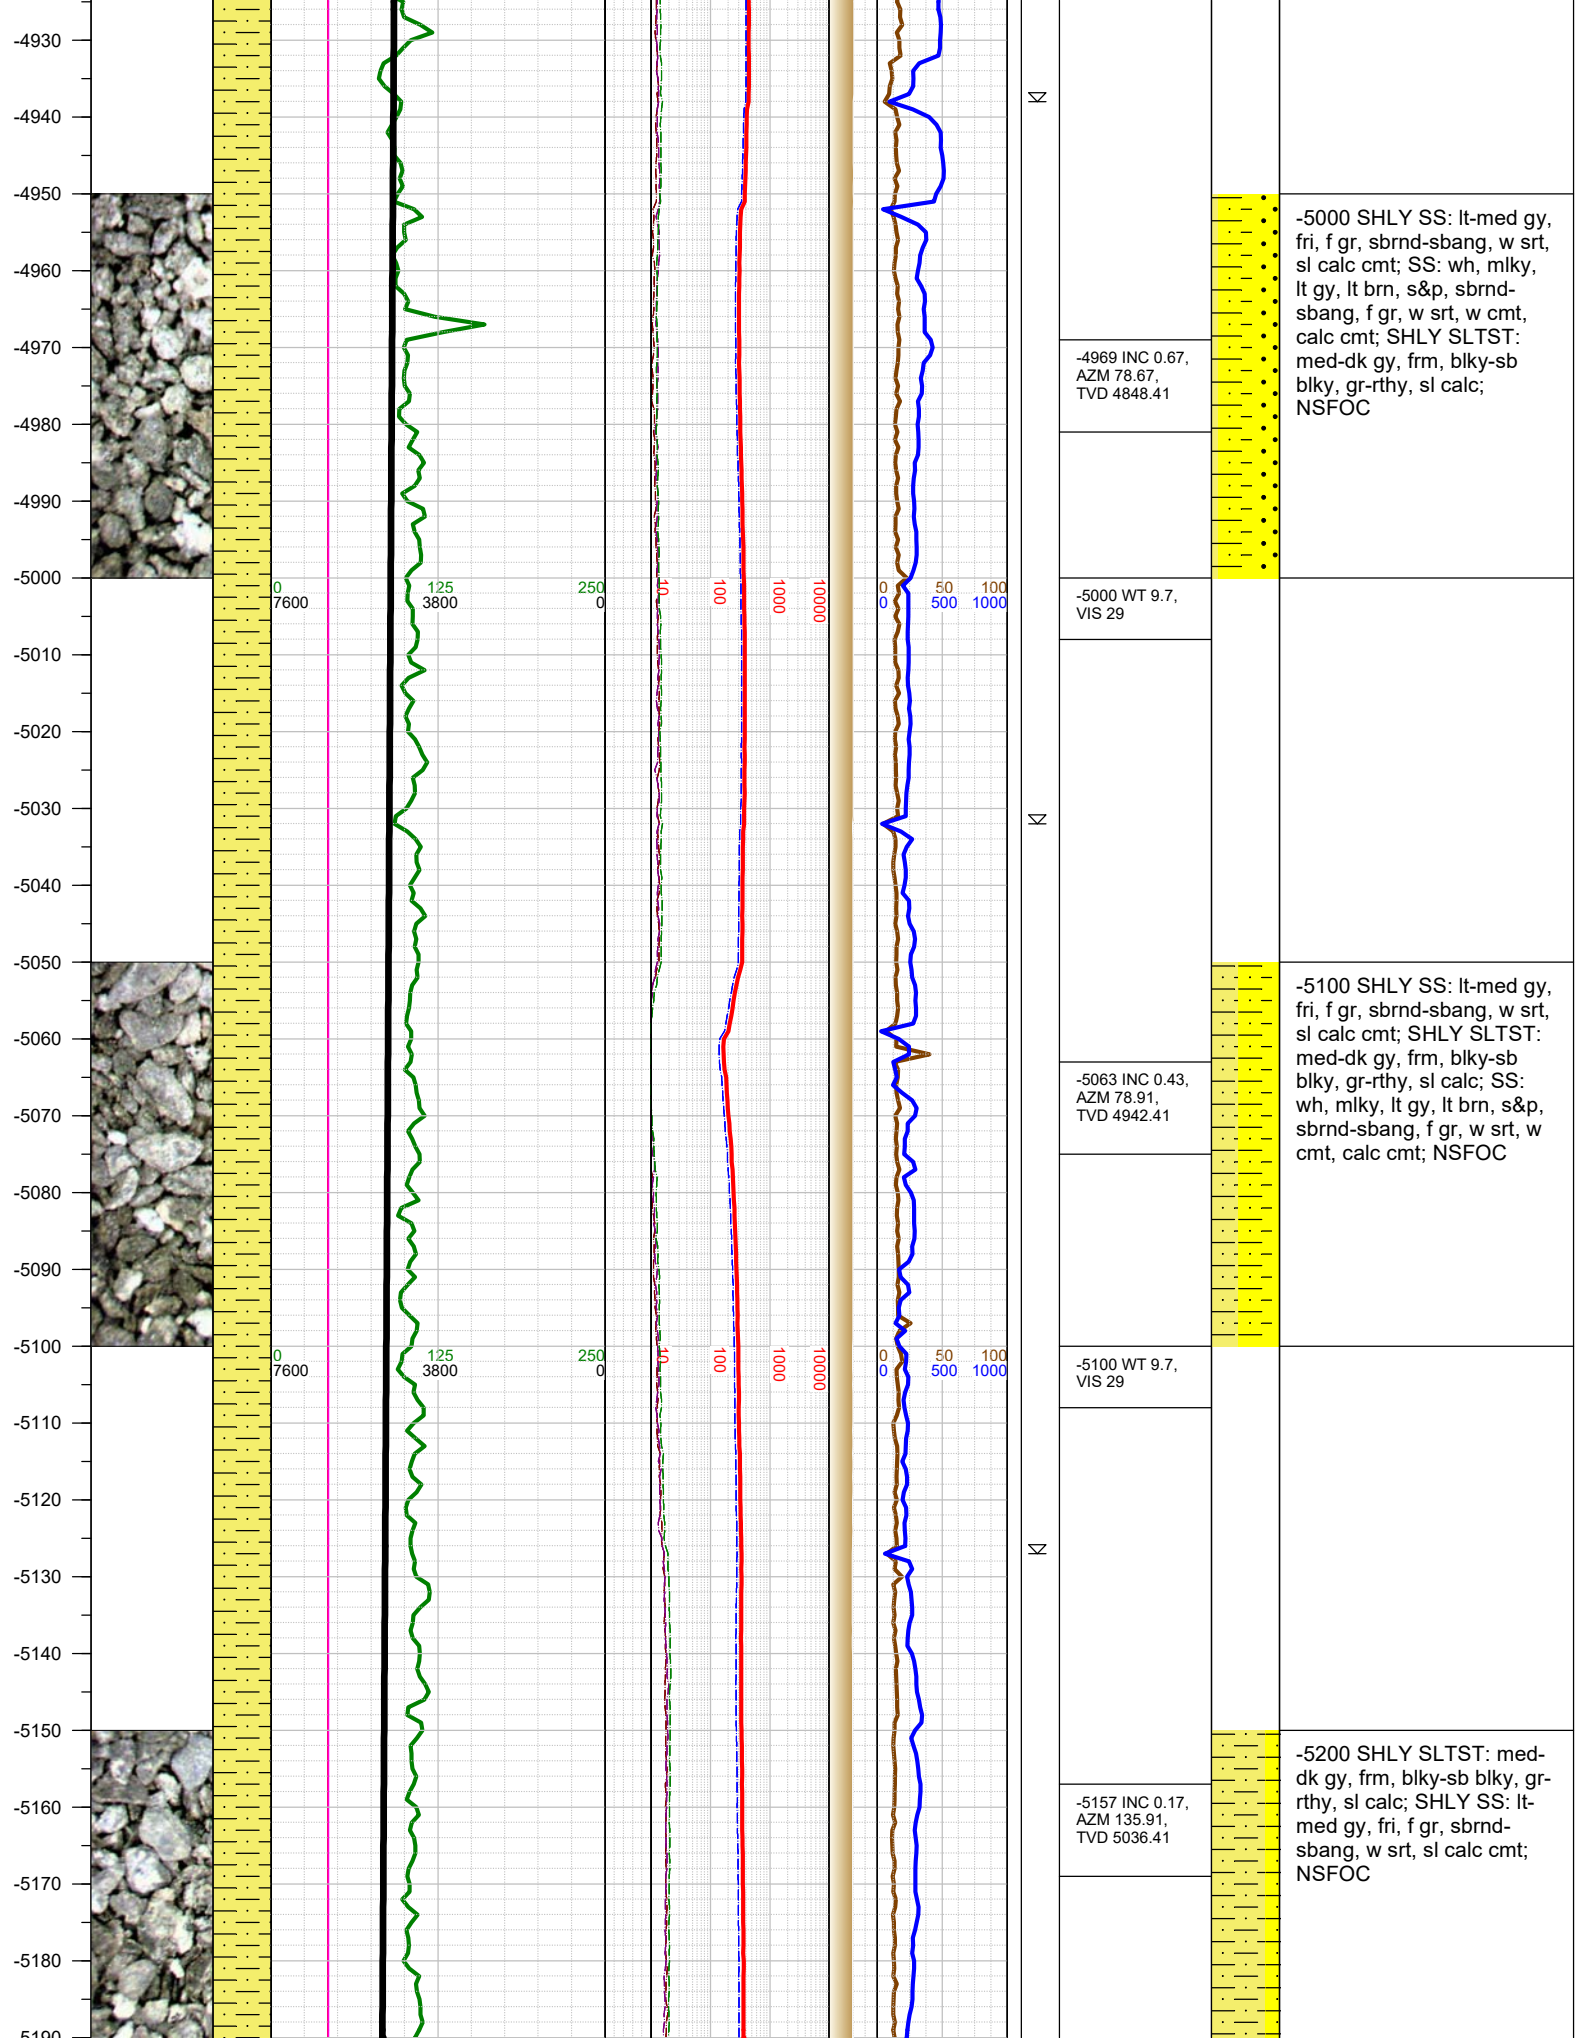 -4930
-4940
-4950
-4960
-4970
-4980
-4990
-5000
-5010
-5020
-5030
-5040
-5050
-5060
-5070
-5080
-5090
-5100
-5110
-5120
-5130
-5140
-5150
-5160
-5170
-5180
-5190
0 125 250
7600 3800 0
10 100 1000 10000
0 50 100
0 500 1000
0 125 250
7600 3800 0
10 100 1000 10000
0 50 100
0 500 1000
-4969 INC 0.67,
AZM 78.67,
TVD 4848.41
-5000 WT 9.7,
VIS 29
-5063 INC 0.43,
AZM 78.91,
TVD 4942.41
-5100 WT 9.7,
VIS 29
-5157 INC 0.17,
AZM 135.91,
TVD 5036.41
-5000 SHLY SS: lt-med gy,
fri, f gr, sbrnd-sbang, w srt,
sl calc cmt; SS: wh, mlky,
lt gy, lt brn, s&p, sbrnd-
sbang, f gr, w srt, w cmt,
calc cmt; SHLY SLTST:
med-dk gy, frm, blky-sb
blky, gr-rthy, sl calc;
NSFOC
-5100 SHLY SS: lt-med gy,
fri, f gr, sbrnd-sbang, w srt,
sl calc cmt; SHLY SLTST:
med-dk gy, frm, blky-sb
blky, gr-rthy, sl calc; SS:
wh, mlky, lt gy, lt brn, s&p,
sbrnd-sbang, f gr, w srt, w
cmt, calc cmt; NSFOC
-5200 SHLY SLTST: med-
dk gy, frm, blky-sb blky, gr-
rthy, sl calc; SHLY SS: lt-
med gy, fri, f gr, sbrnd-
sbang, w srt, sl calc cmt;
NSFOC